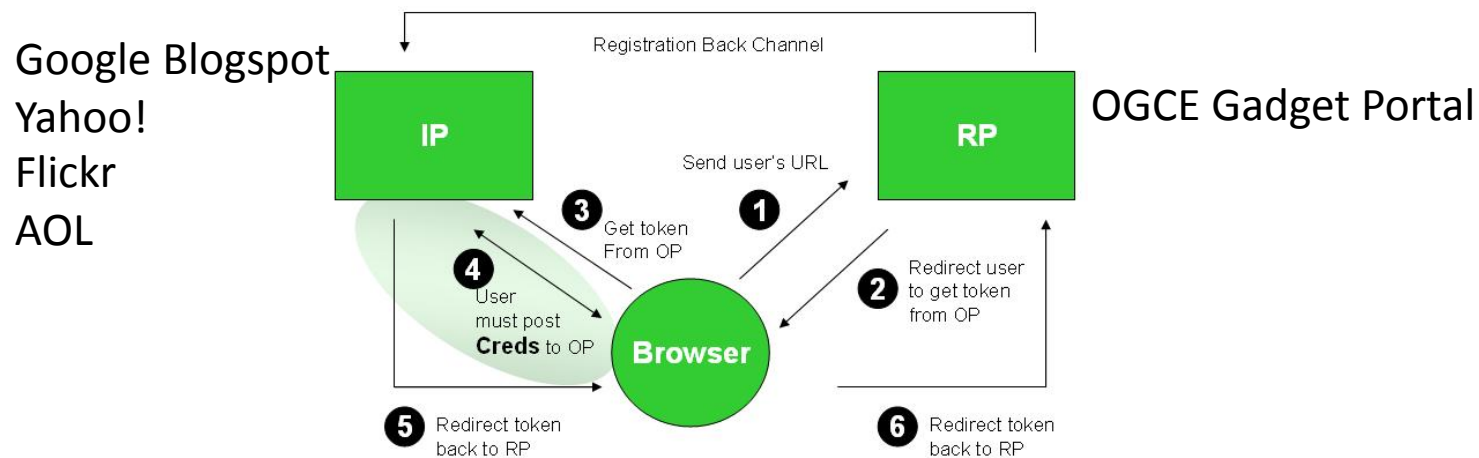 Registration Back Channel
Google Blogspot
Yahoo!
Flickr
AOL
IP
RP
OGCE Gadget Portal
Send user's URL
1
3
Get token
From OP
4
User
must post
Creds to OP
2
Redirect user
to get token
from OP
Browser
5
Redirect token
back to RP
6
Redirect token
back to RP